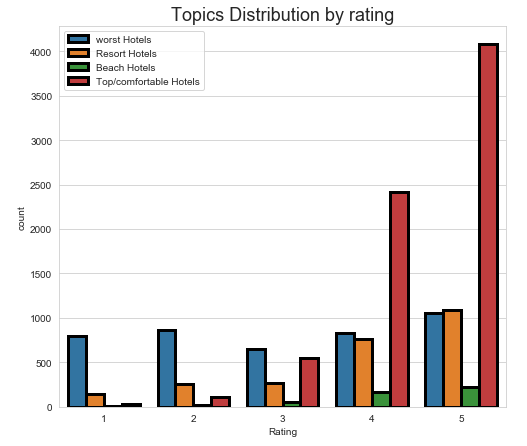 Topics Distribution by rating
worst Hotels
Resort Hotels
Beach Hotels
Top/comfortable Hotels
4000
3500
3000
2500
2000
1500
1000
500
0
count
1 2 3 4 5
Rating